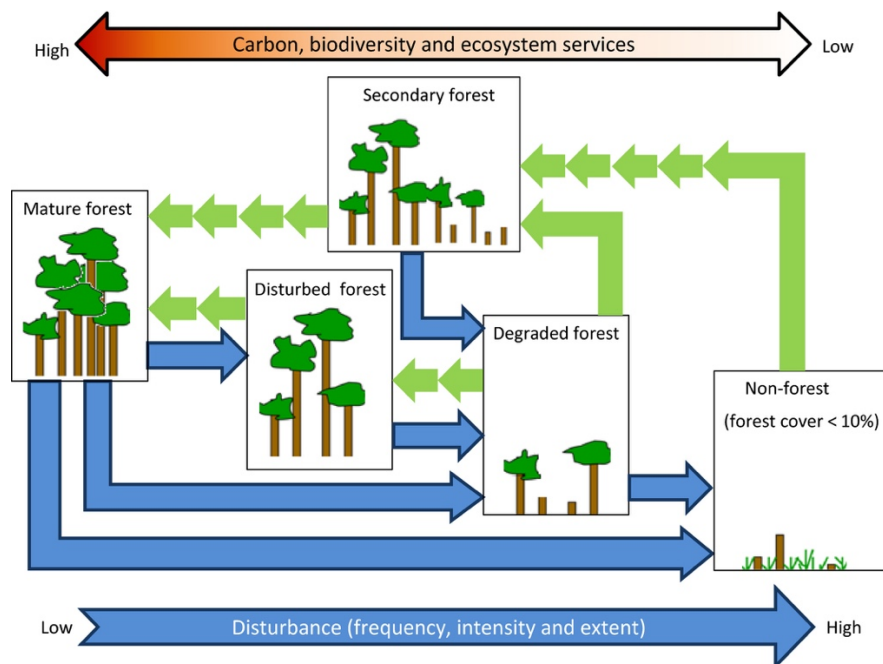 High
Carbon, biodiversity and ecosystem services
Low
Secondary forest
Mature forest
Disturbed forest
Degraded forest
Non-forest
(forest cover < 10%)
Low
Disturbance (frequency, intensity and extent)
High